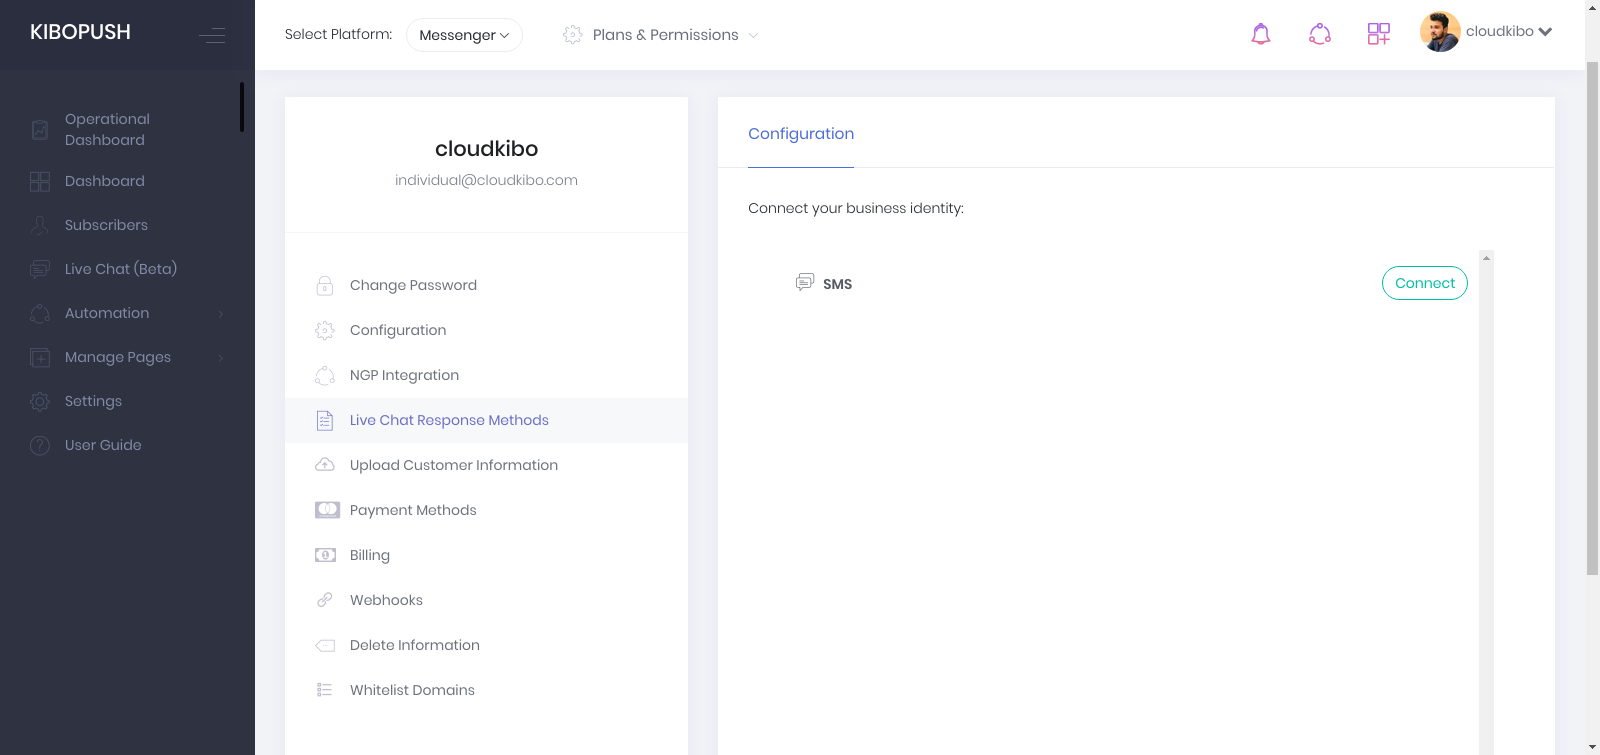 KIBOPUSH
Select Platform:
Messenger
Plans & Permissions
cloudkibo
Operational
Dashboard
Dashboard
Subscribers
Live Chat (Beta)
Automation
Manage Pages
Settings
User Guide
cloudkibo
individual@cloudkibo.com
Change Password
Configuration
NGP Integration
Live Chat Response Methods
Upload Customer Information
Payment Methods
Billing
Webhooks
Delete Information
Whitelist Domains
Configuration
Connect your business identity:
SMS
Connect